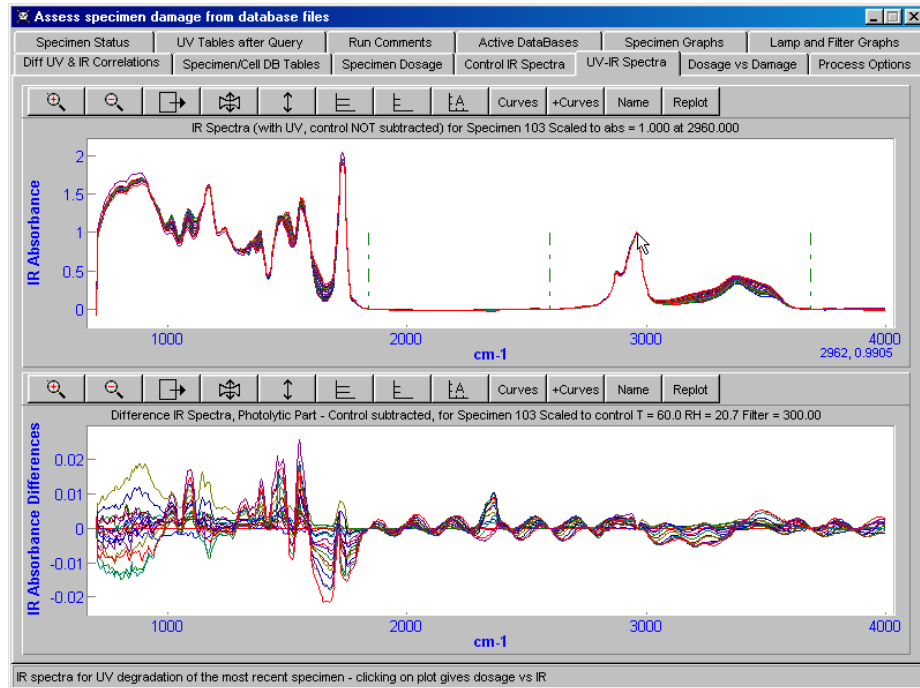 Assess specimen damage from database files
Specimen Status UV Tables after Query Run Comments Active DataBases Specimen Graphs Lamp and Filter Graphs
Diff UV & IR Correlations Specimen/Cell DB Tables Specimen Dosage Control IR Spectra UV-IR Spectra Dosage vs Damage Process Options
A Curves +Curves Name Replot
IR Spectra (with UV, control NOT subtracted) for Specimen 103 Scaled to abs = 1.000 at 2960.000
IR Absorbance
2
1.5
1
0.5
0
1000 2000 3000 4000
cm-1
2962, 0.9905
A Curves +Curves Name Replot
Difference IR Spectra, Photolytic Part - Control subtracted, for Specimen 103 Scaled to control T = 60.0 RH = 20.7 Filter = 300.00
IR Absorbance Differences
0.02
0.01
0
-0.01
-0.02
1000 2000 3000 4000
cm-1
IR spectra for UV degradation of the most recent specimen - clicking on plot gives dosage vs IR